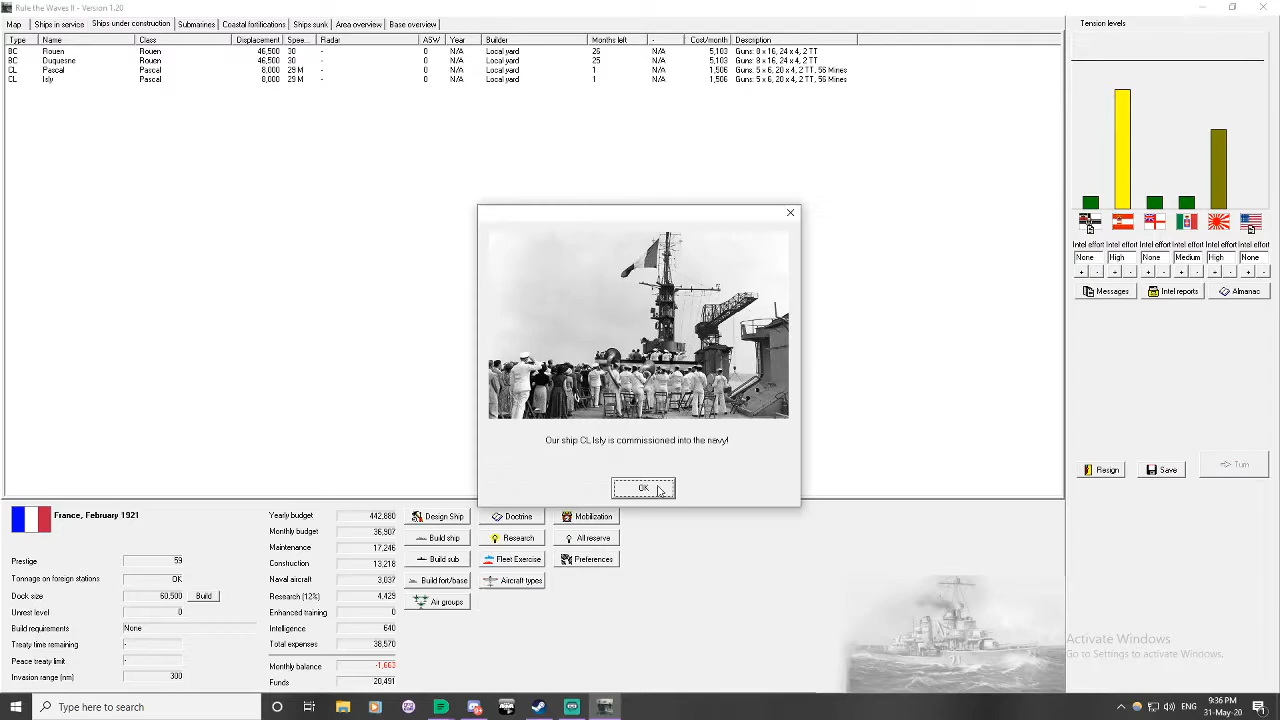 Rule the Waves II - Version 1.20
Map Ships in service Ships under construction Submarines Coastal fortifications Ships sunk Area overview Base overview
Type Name Class Displacement Spee... Radar ASW Year Builder Months left - Cost/month Description
BC Rouen Rouen 46,500 30 - 0 N/A Local yard 26 N/A 5,103 Guns: 8 x 16, 24 x 4, 2 TT
BC Duquesne Rouen 46,500 30 - 0 N/A Local yard 25 N/A 5,103 Guns: 8 x 16, 24 x 4, 2 TT
CL Pascal Pascal 8,000 29 M - 0 N/A Local yard 1 N/A 1,506 Guns: 5 x 6, 20 x 4, 2 TT, 56 Mines
CL Isly Pascal 8,000 29 M - 0 N/A Local yard 1 N/A 1,506 Guns: 5 x 6, 20 x 4, 2 TT, 56 Mines
Tension levels
Intel effort Intel effort Intel effort Intel effort Intel effort Intel effort
None High None Medium High None
+ - + - + - + - + - + -
Messages Intel reports Almanac
Resign Save Turn
Our ship CL Isly is commissioned into the navy!
OK
France, February 1921
Prestige 59
Tonnage on foreign stations OK
Dock size 60,500 Build
Unrest level 0
Build requirements None
Treaty time remaining -
Peace treaty limit -
Invasion range [nm] 300
Yearly budget 442,880
Monthly budget 36,907
Maintenance 17,246
Construction 13,218
Naval aircraft 3,037
Research (12%) 4,429
Enhanced training 0
Intelligence 640
Total expenses 38,570
Monthly balance -1,663
Funds 20,491
Design Ship Doctrine Mobilization
Build ship Research All reserve
Build sub Fleet Exercise Preferences
Build fort/base Aircraft types
Air groups
Activate Windows
Go to Settings to activate Windows.
Type here to search
ENG
9:36 PM
31-May-20